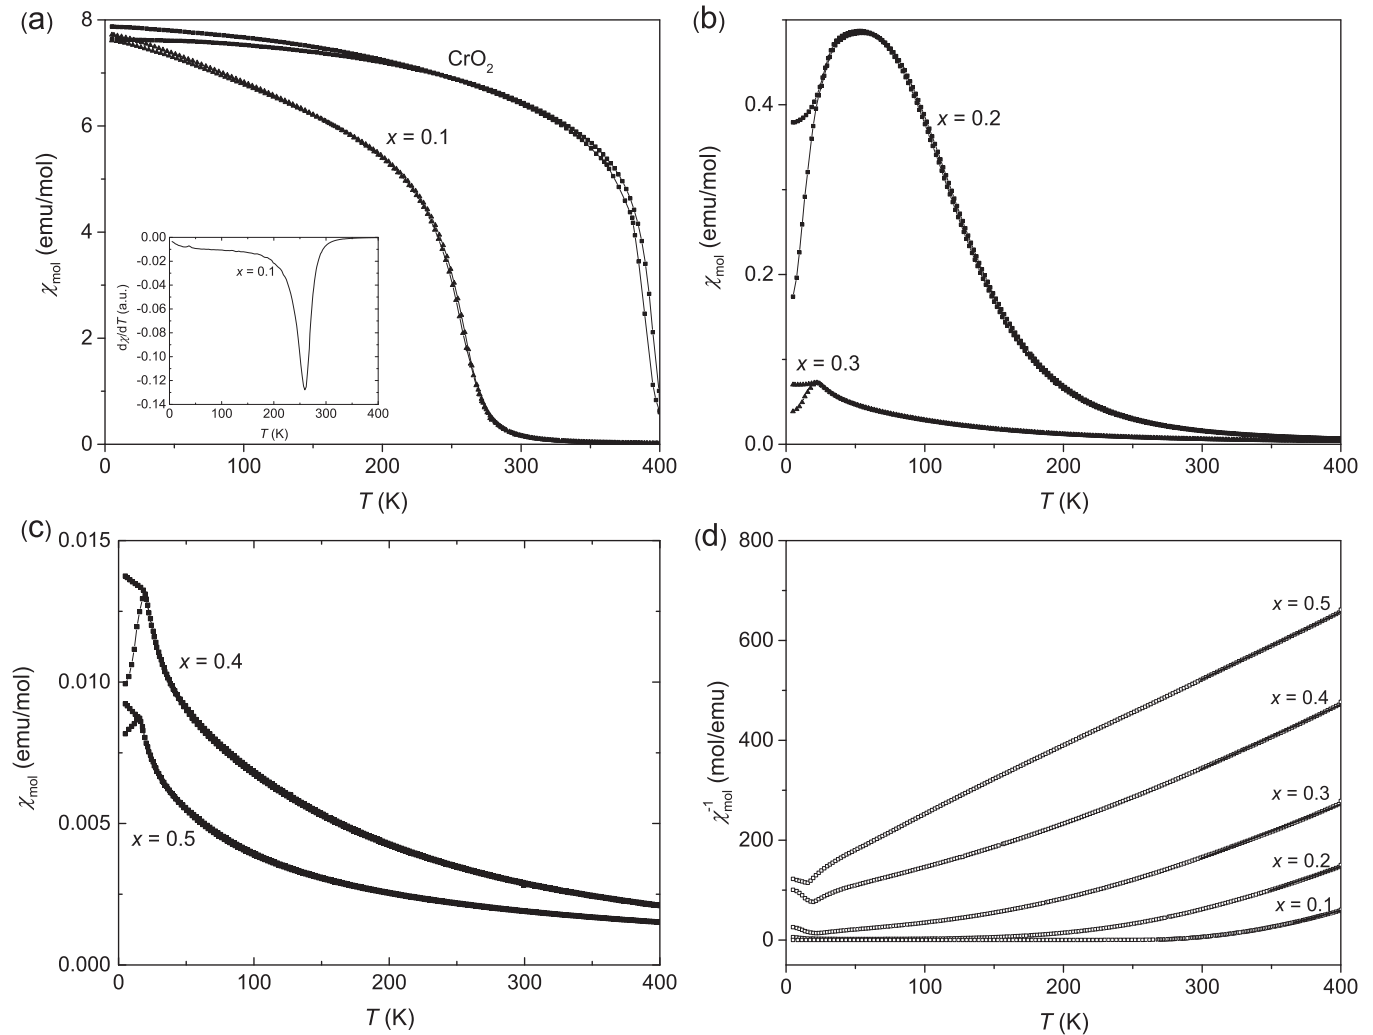 (a)
8
6
4
2
0
χmol (emu/mol)
CrO2
x = 0.1
0.00
-0.02
-0.04
-0.06
-0.08
-0.10
-0.12
-0.14
dχ/dT (a.u.)
x = 0.1
0 100 200 300 400
T (K)
100 200 300 400
T (K)
(b)
0.4
0.2
0.0
χmol (emu/mol)
x = 0.2
x = 0.3
0 100 200 300 400
T (K)
(c)
0.015
0.010
0.005
0.000
χmol (emu/mol)
x = 0.4
x = 0.5
0 100 200 300 400
T (K)
(d)
800
600
400
200
0
χ-1mol (mol/emu)
x = 0.5
x = 0.4
x = 0.3
x = 0.2
x = 0.1
0 100 200 300 400
T (K)